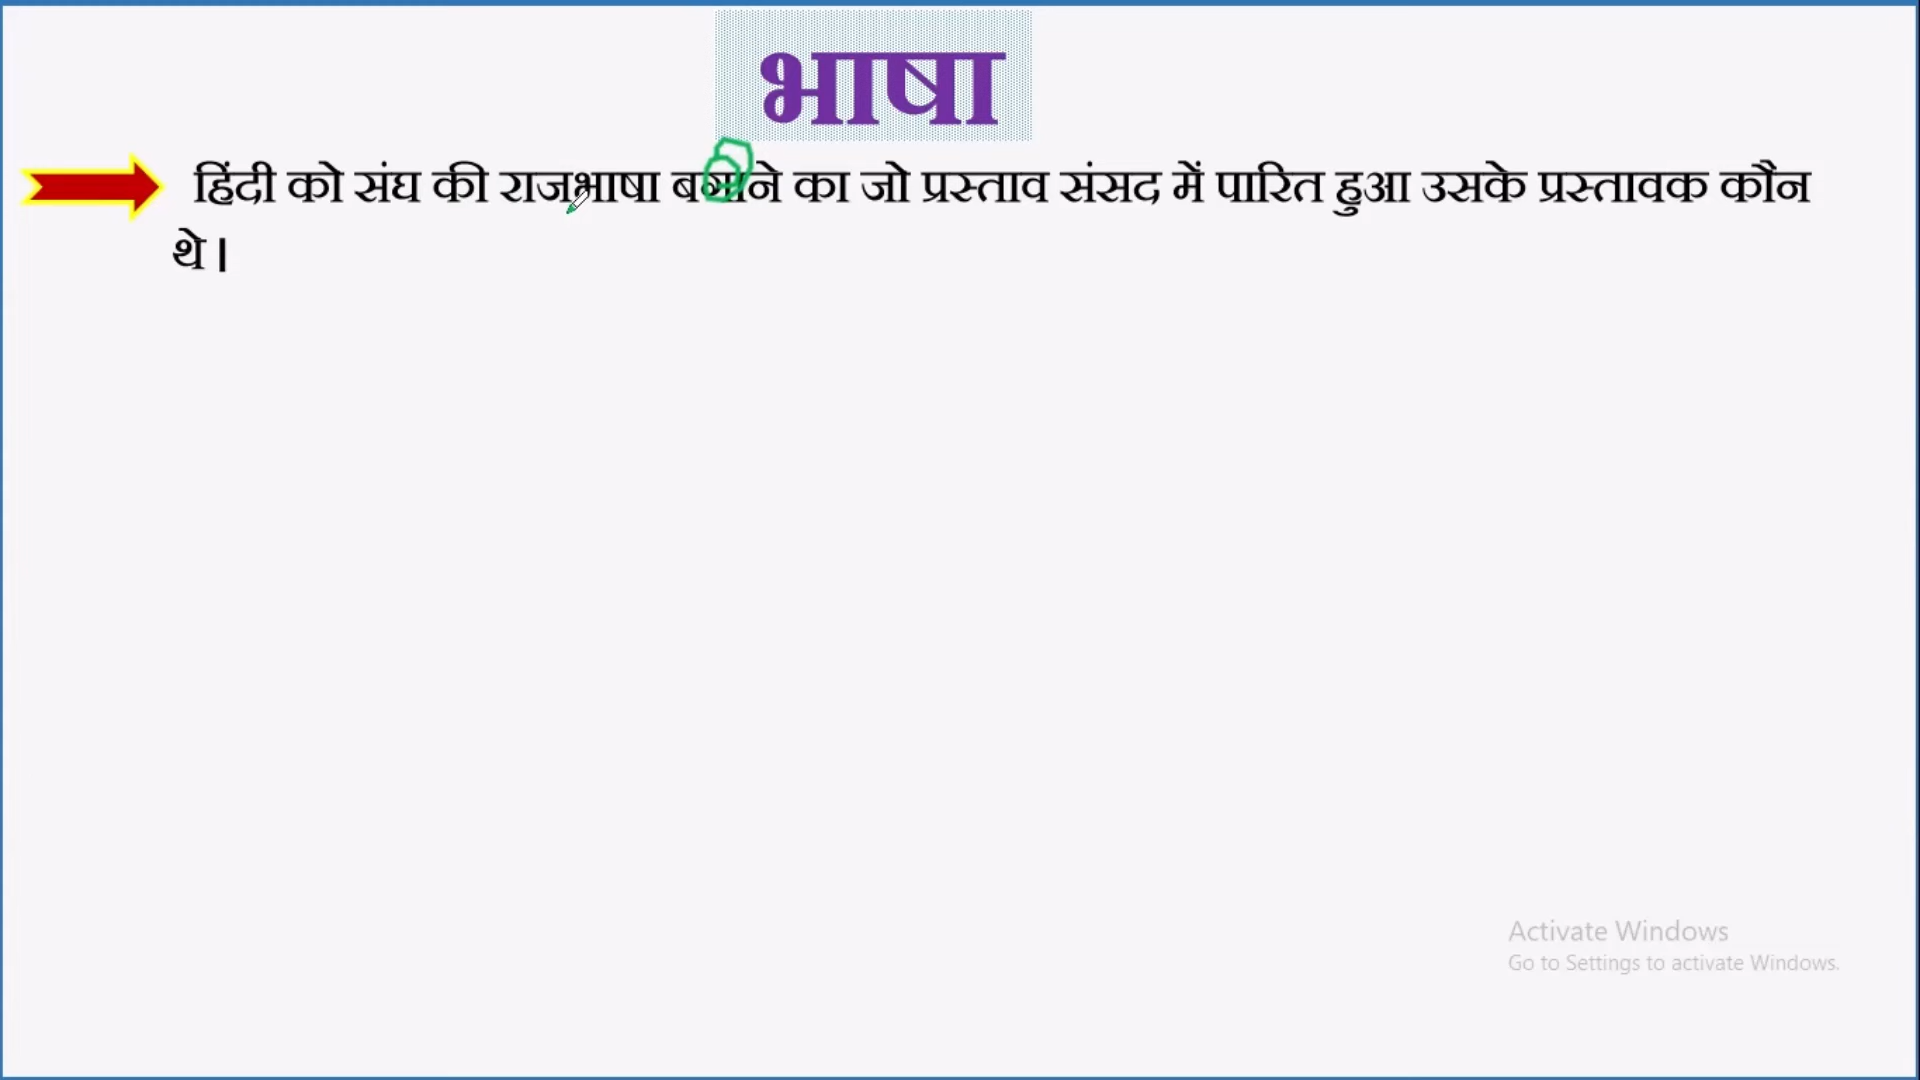 भाषा
हिंदी को संघ की राजभाषा बनाने का जो प्रस्ताव संसद में पारित हुआ उसके प्रस्तावक कौन
थे।
Activate Windows
Go to Settings to activate Windows.